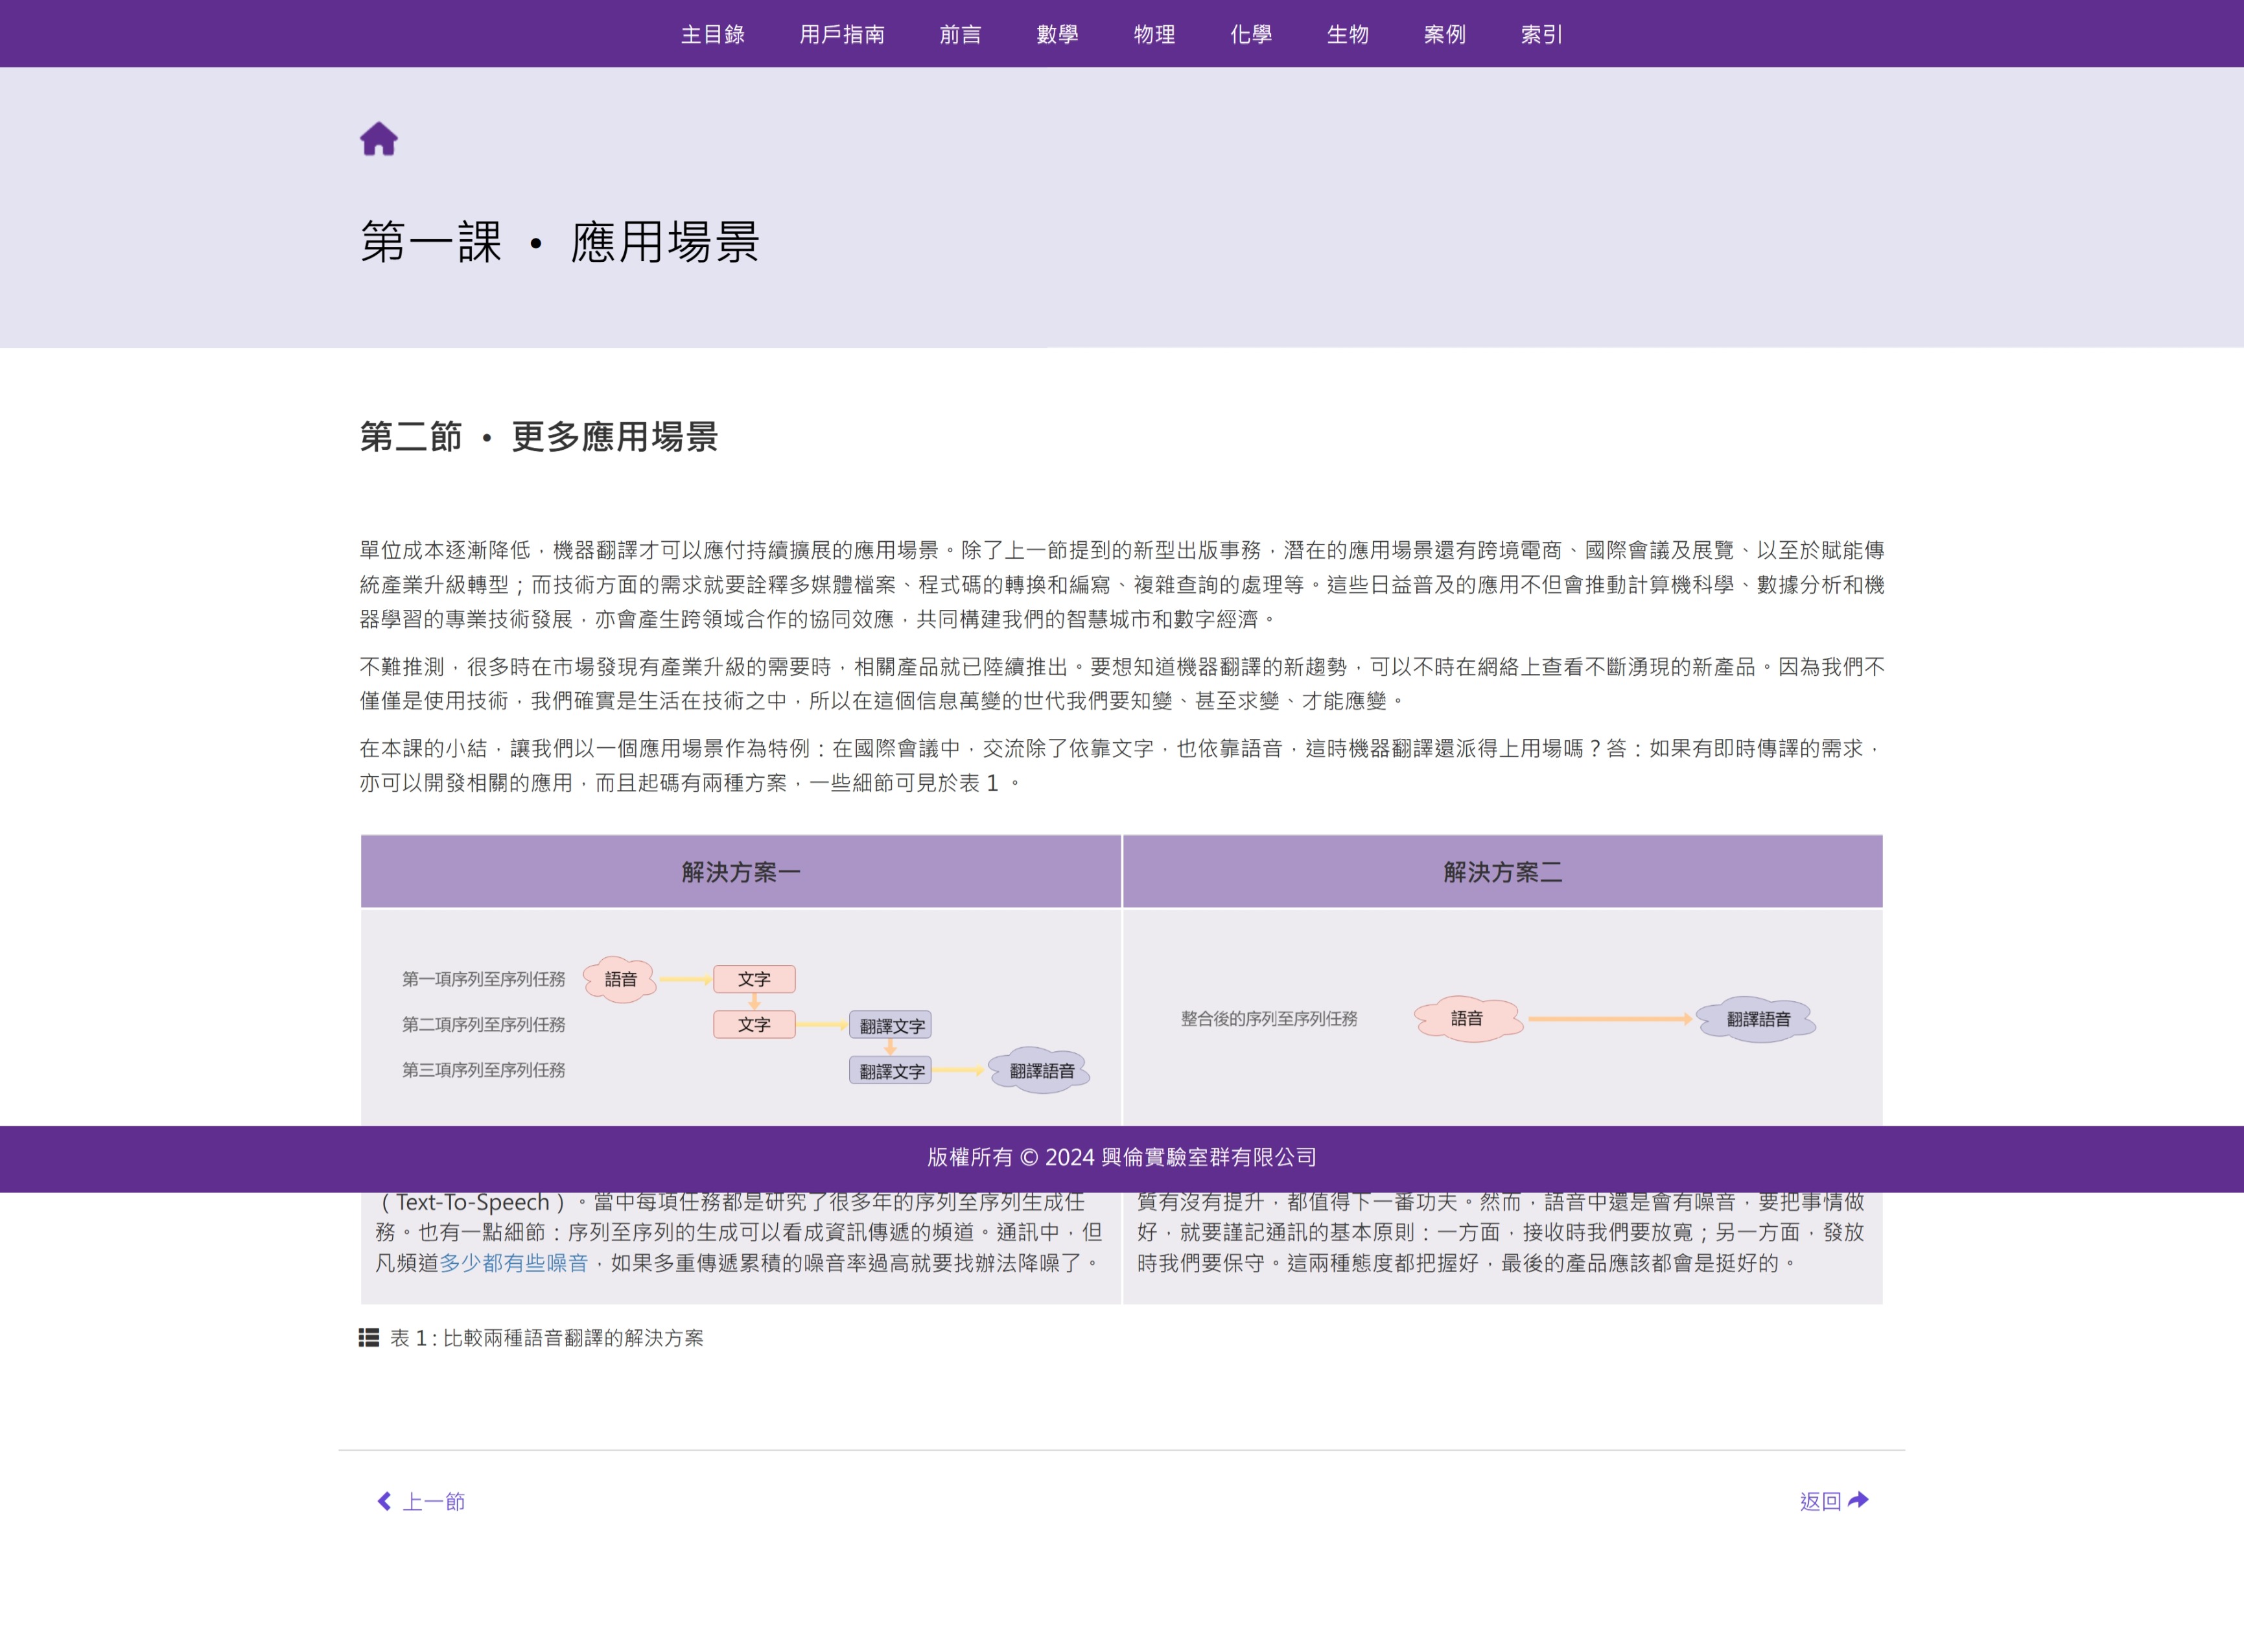 主目錄 用戶指南 前言 數學 物理 化學 生物 案例 索引
第一課 • 應用場景
第二節 • 更多應用場景
單位成本逐漸降低，機器翻譯才可以應付持續擴展的應用場景。除了上一節提到的新型出版事務，潛在的應用場景還有跨境電商、國際會議及展覽、以至於賦能傳
統產業升級轉型；而技術方面的需求就要詮釋多媒體檔案、程式碼的轉換和編寫、複雜查詢的處理等。這些日益普及的應用不但會推動計算機科學、數據分析和機
器學習的專業技術發展，亦會產生跨領域合作的協同效應，共同構建我們的智慧城市和數字經濟。
不難推測，很多時在市場發現有產業升級的需要時，相關產品就已陸續推出。要想知道機器翻譯的新趨勢，可以不時在網絡上查看不斷湧現的新產品。因為我們不
僅僅是使用技術，我們確實是生活在技術之中，所以在這個信息萬變的世代我們要知變、甚至求變、才能應變。
在本課的小結，讓我們以一個應用場景作為特例：在國際會議中，交流除了依靠文字，也依靠語音，這時機器翻譯還派得上用場嗎？答：如果有即時傳譯的需求，
亦可以開發相關的應用，而且起碼有兩種方案，一些細節可見於表 1 。
解決方案一
第一項序列至序列任務 語音 文字
第二項序列至序列任務 文字 翻譯文字
第三項序列至序列任務 翻譯文字 翻譯語音
解決方案二
整合後的序列至序列任務 語音 翻譯語音
版權所有 © 2024 興倫實驗室群有限公司
（Text-To-Speech）。當中每項任務都是研究了很多年的序列至序列生成任
務。也有一點細節：序列至序列的生成可以看成資訊傳遞的頻道。通訊中，但
凡頻道多少都有些噪音，如果多重傳遞累積的噪音率過高就要找辦法降噪了。
質有沒有提升，都值得下一番功夫。然而，語音中還是會有噪音，要把事情做
好，就要謹記通訊的基本原則：一方面，接收時我們要放寬；另一方面，發放
時我們要保守。這兩種態度都把握好，最後的產品應該都會是挺好的。
表 1 : 比較兩種語音翻譯的解決方案
上一節
返回